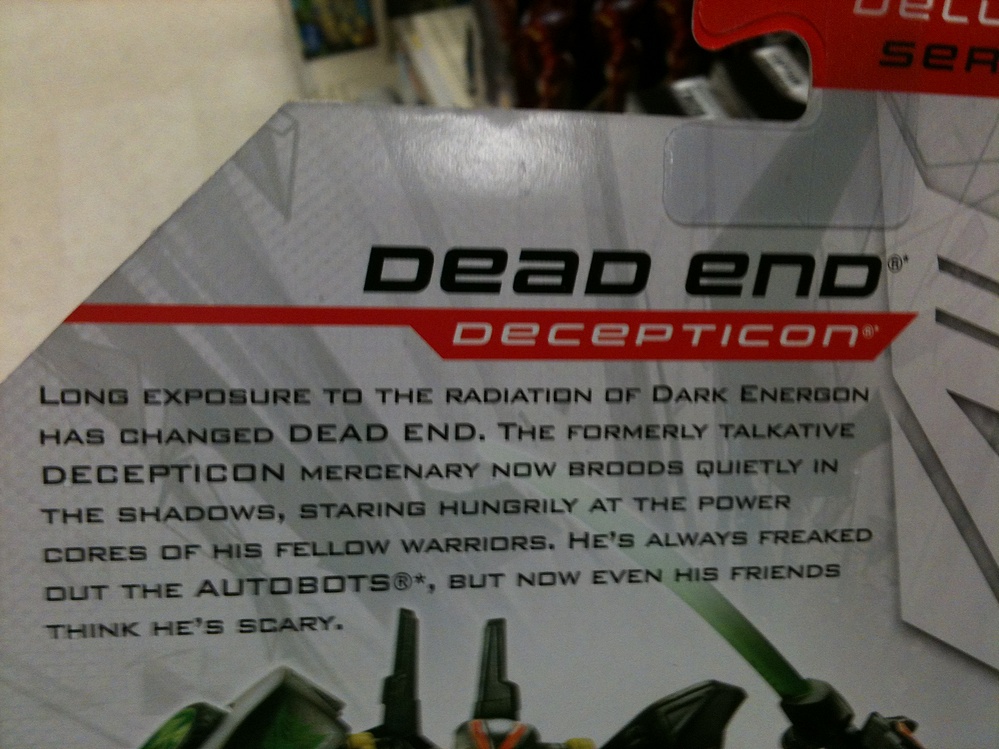 DELU
SER
DEAD END®*
DECEPTICON®*
LONG EXPOSURE TO THE RADIATION OF DARK ENERGON
HAS CHANGED DEAD END. THE FORMERLY TALKATIVE
DECEPTICON MERCENARY NOW BROODS QUIETLY IN
THE SHADOWS, STARING HUNGRILY AT THE POWER
CORES OF HIS FELLOW WARRIORS. HE'S ALWAYS FREAKED
OUT THE AUTOBOTS®*, BUT NOW EVEN HIS FRIENDS
THINK HE'S SCARY.